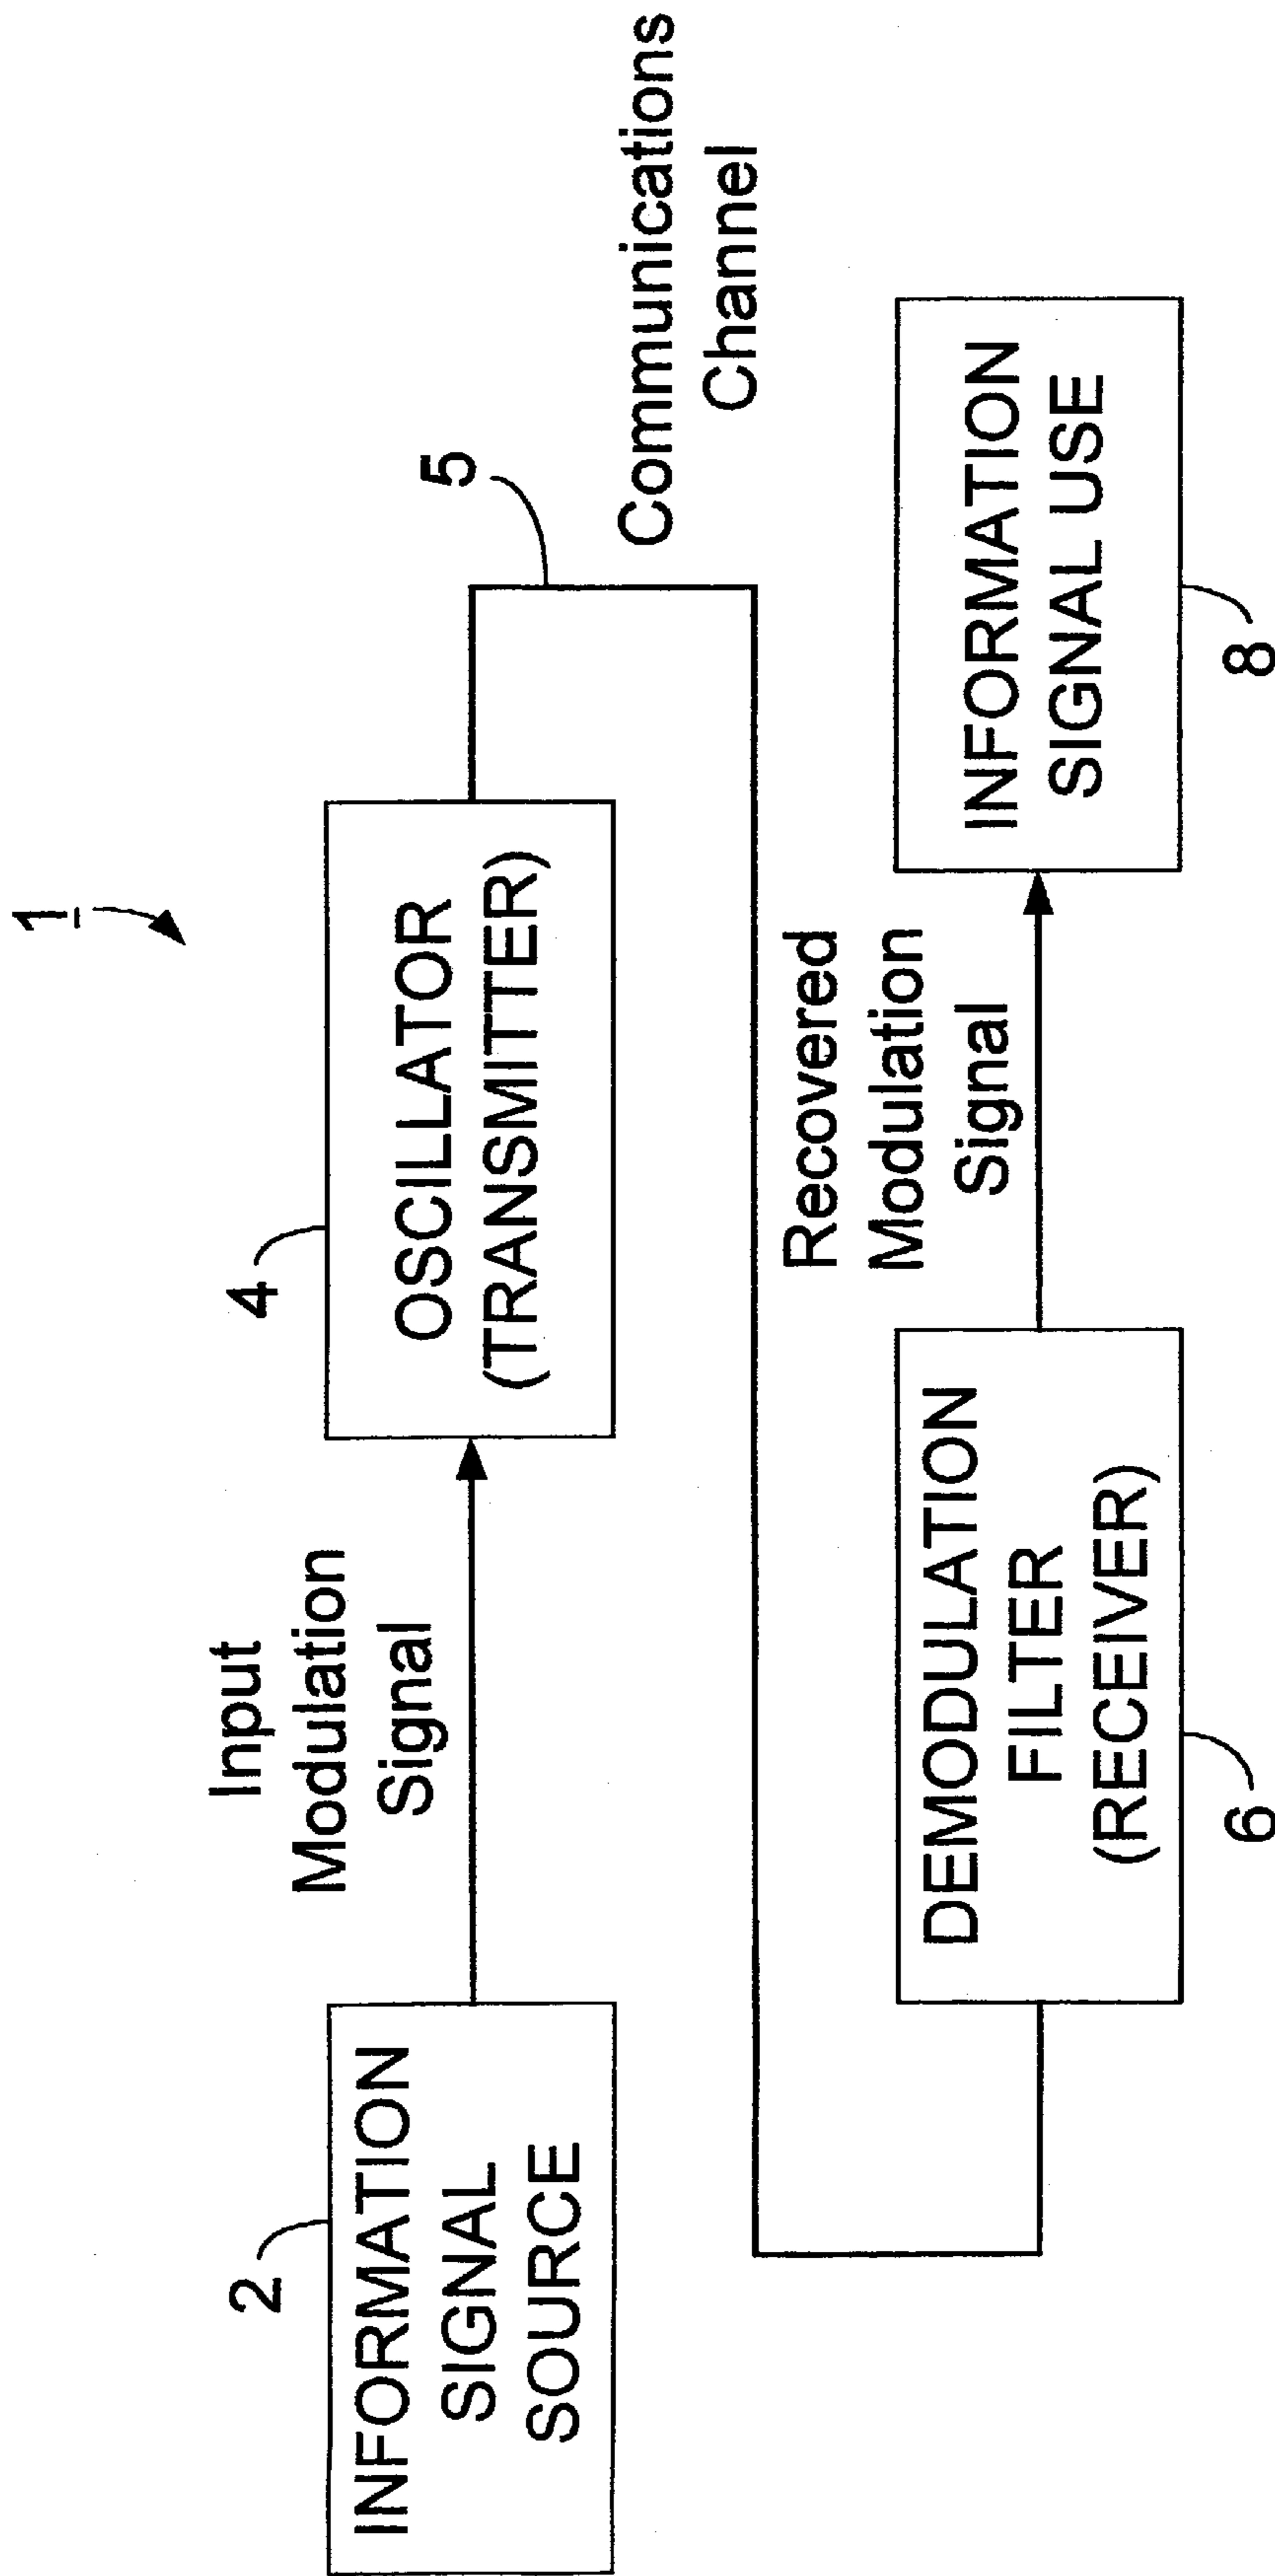 1
2
INFORMATION
SIGNAL
SOURCE
Input
Modulation
Signal
4
OSCILLATOR
(TRANSMITTER)
5
Communications
Channel
DEMODULATION
FILTER
(RECEIVER)
6
Recovered
Modulation
Signal
INFORMATION
SIGNAL USE
8